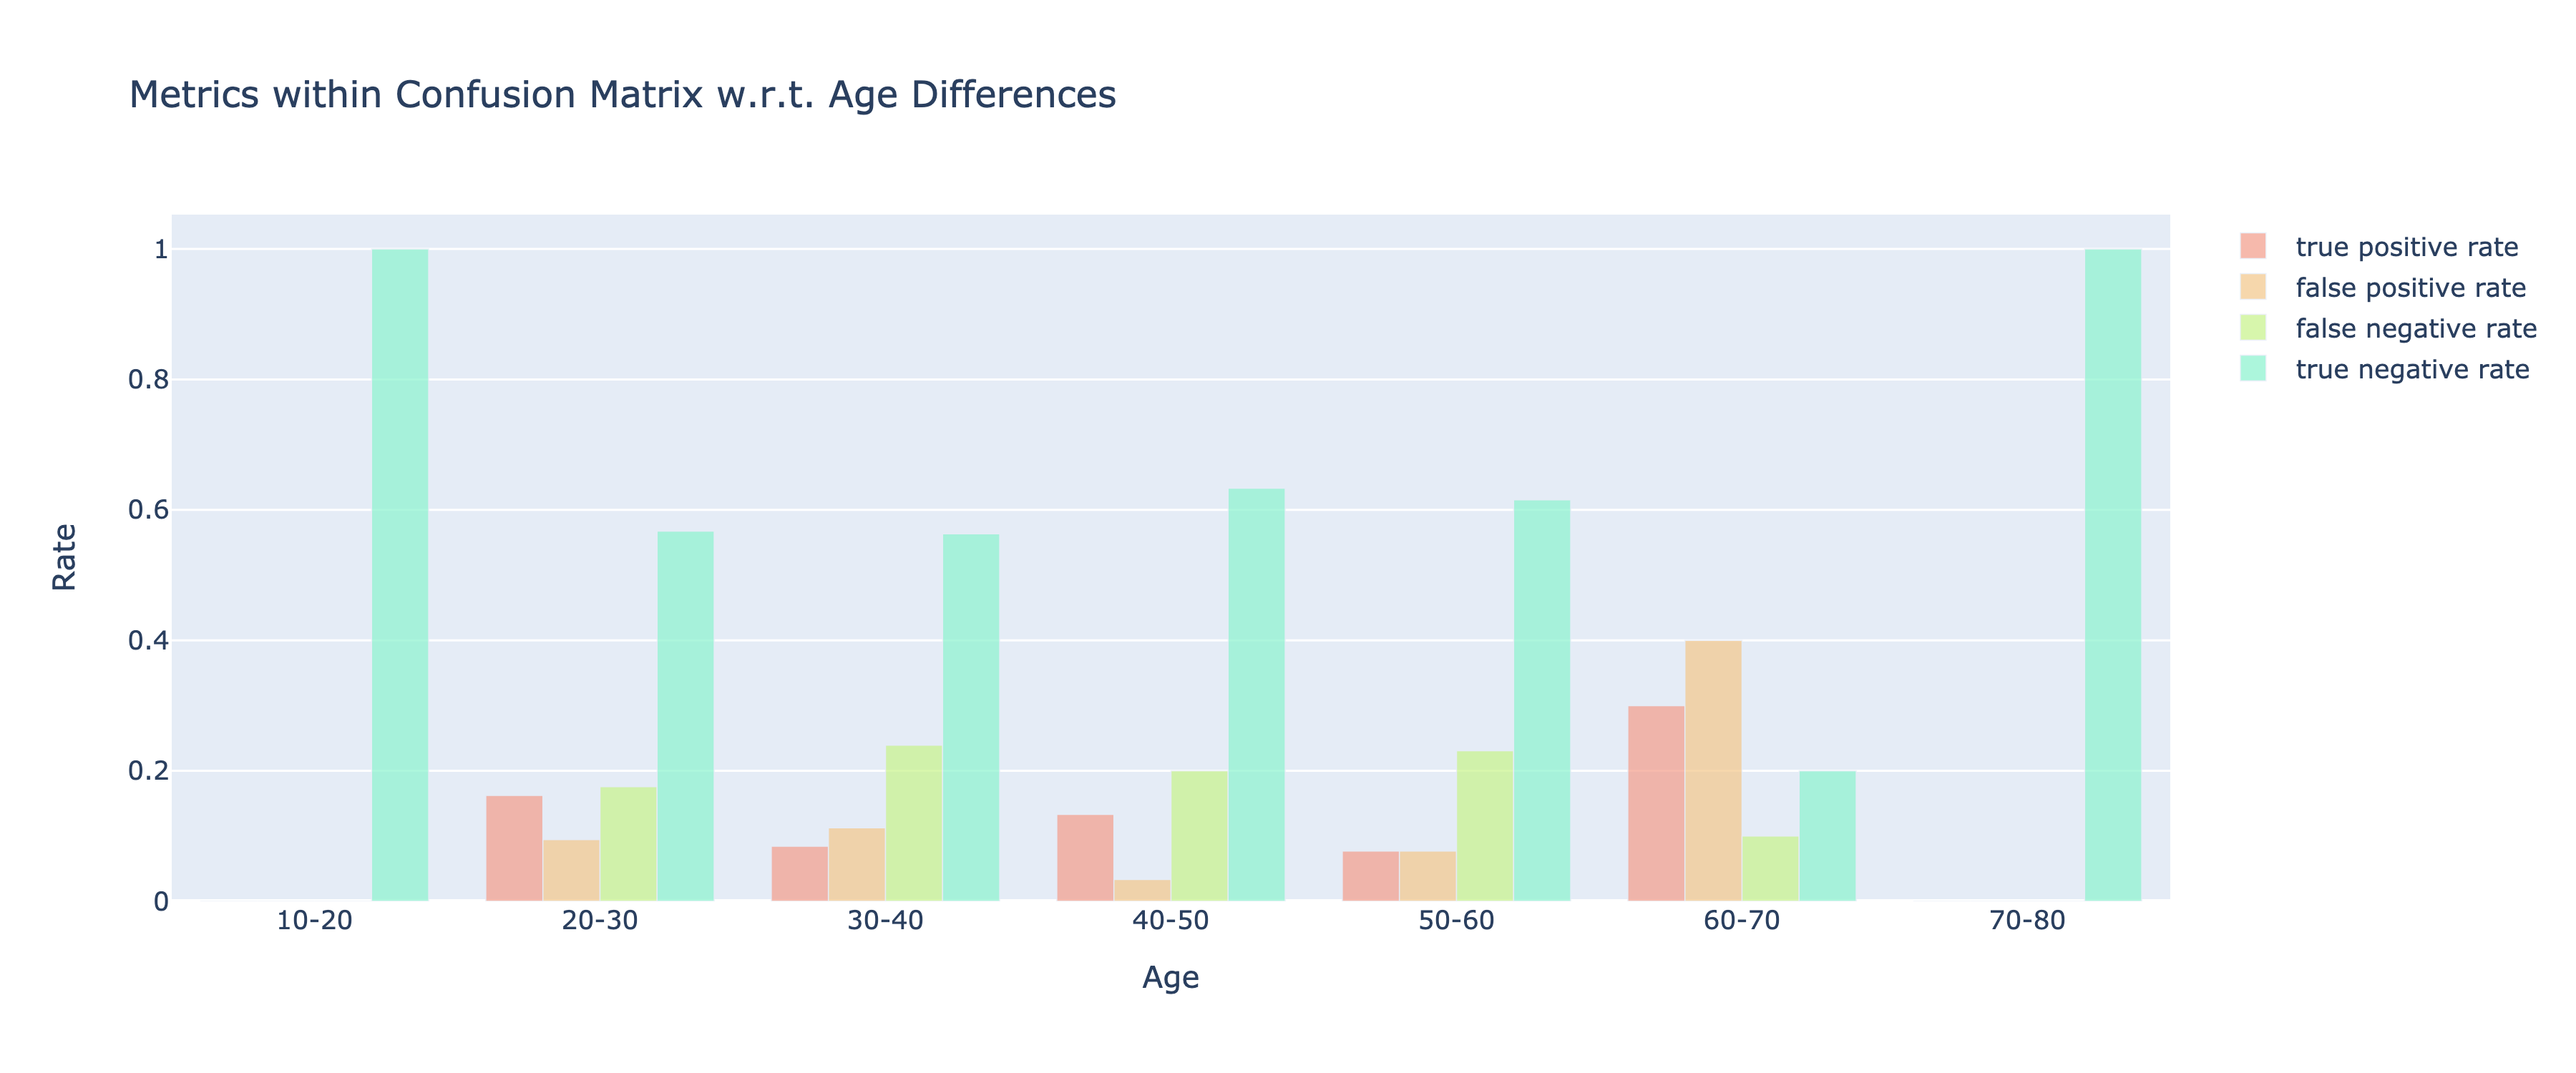 Metrics within Confusion Matrix w.r.t. Age Differences
true positive rate
false positive rate
false negative rate
true negative rate
1
0.8
0.6
0.4
0.2
0
Rate
10-20
20-30
30-40
40-50
50-60
60-70
70-80
Age